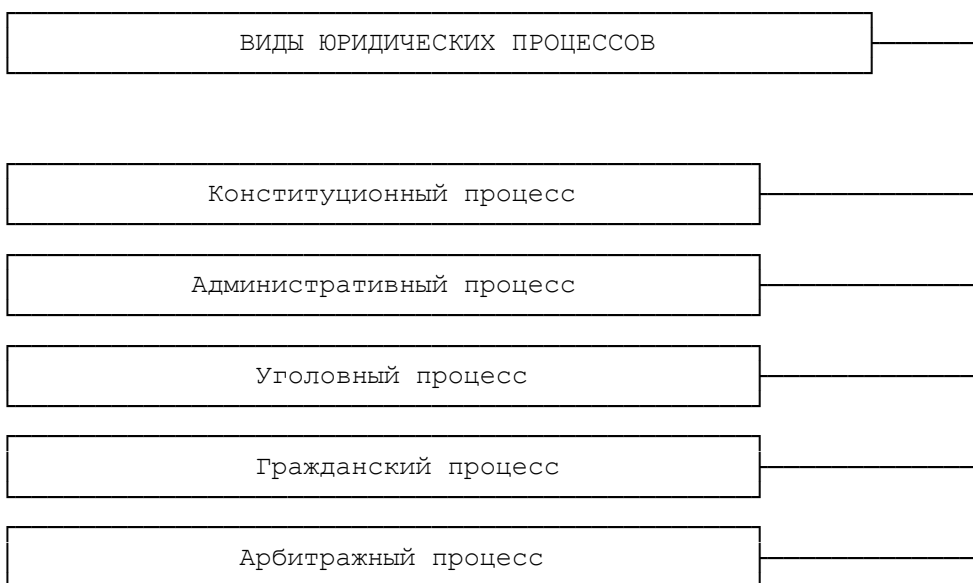 ВИДЫ ЮРИДИЧЕСКИХ ПРОЦЕССОВ
Конституционный процесс
Административный процесс
Уголовный процесс
Гражданский процесс
Арбитражный процесс